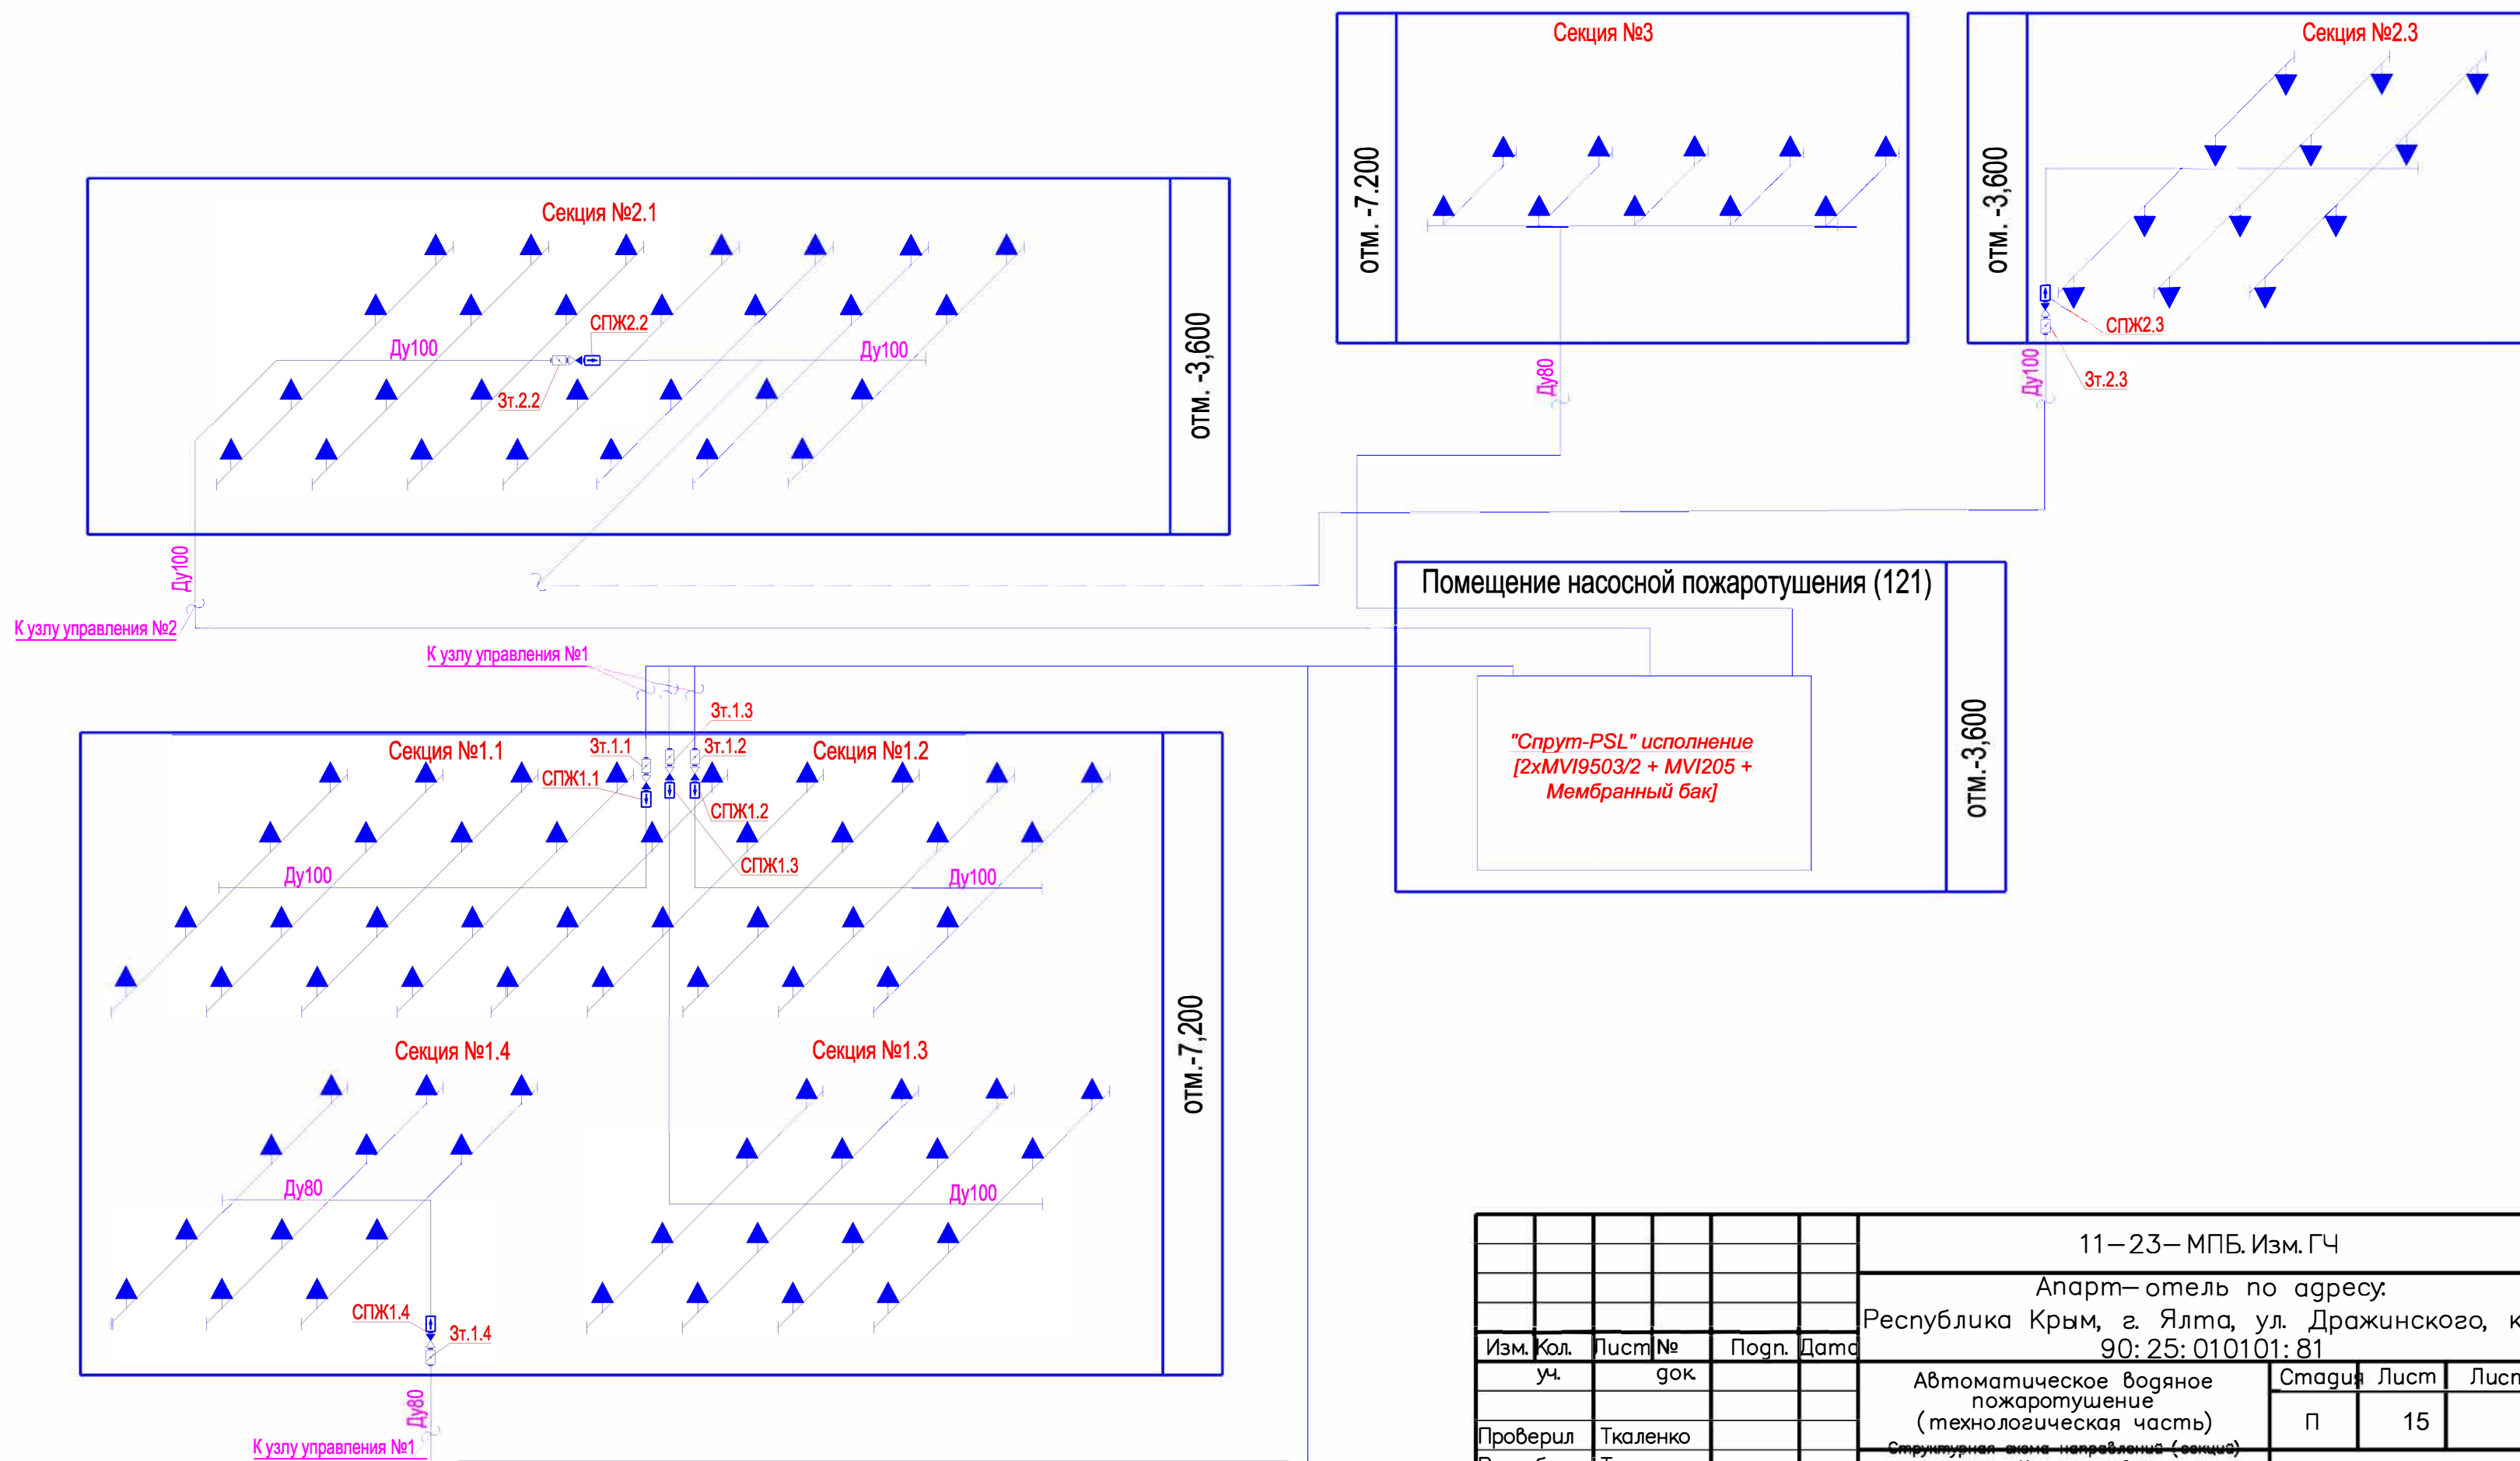 Секция №3
Секция №2.3
отм. -7.200
отм. -3,600
СПЖ2.3
Зт.2.3
Ду80
Ду100
Секция №2.1
СПЖ2.2
Ду100
Ду100
Зт.2.2
отм. -3,600
Ду100
К узлу управления №2
К узлу управления №1
Помещение насосной пожаротушения (121)
"Спрут-PSL" исполнение
[2xMVI9503/2 + MVI205 +
Мембранный бак]
отм.-3,600
Зт.1.3
Секция №1.1
Зт.1.1
Зт.1.2
Секция №1.2
СПЖ1.1
СПЖ1.2
СПЖ1.3
Ду100
Ду100
Секция №1.4
Секция №1.3
отм.-7,200
Ду80
Ду100
СПЖ1.4
Зт.1.4
Ду80
К узлу управления №1
11-23-МПБ.Изм.ГЧ
Апарт-отель по адресу:
Республика Крым, г. Ялта, ул. Дражинского,
90:25:010101:81
Изм. Кол. Лист № Подп. Дата
уч. док.
Автоматическое водяное
пожаротушение
(технологическая часть)
Стадия Лист
П 15
Проверил Ткаленко
Структурная схема направлений (секций)